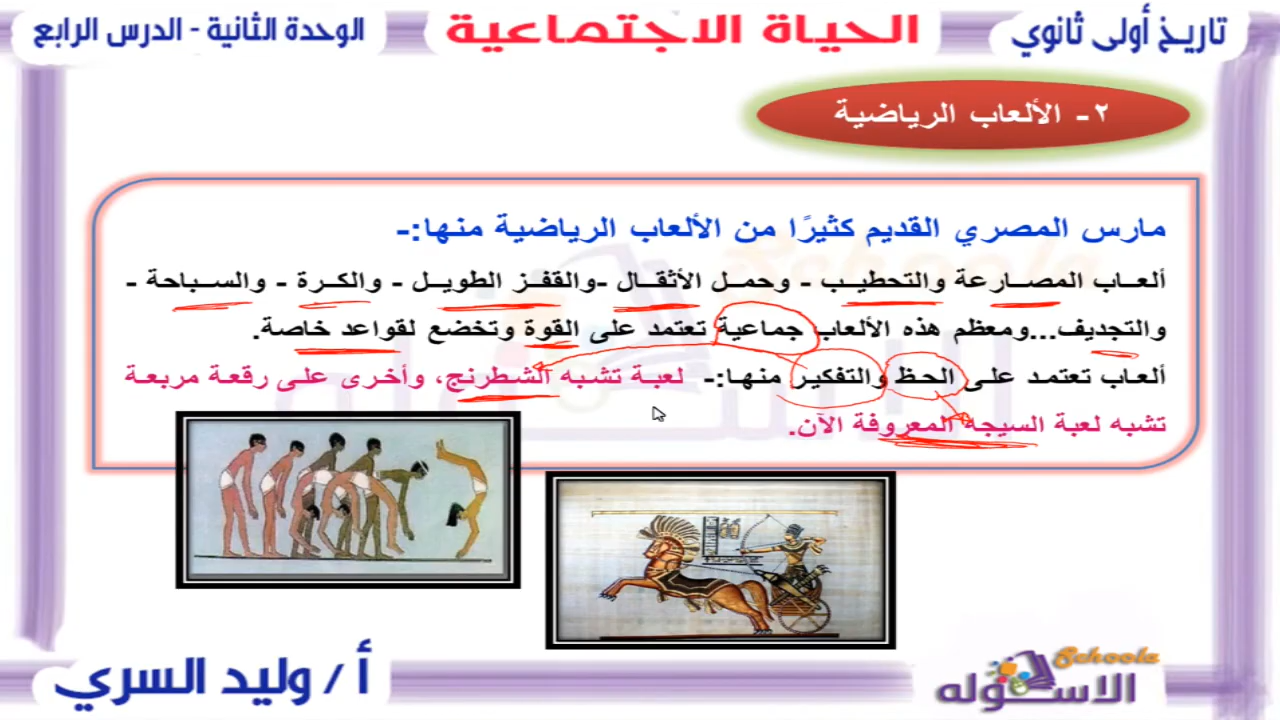 تاريخ أولى ثانوي
الحياة الاجتماعية
الوحدة الثانية - الدرس الرابع
٢- الألعاب الرياضية
مارس المصري القديم كثيرًا من الألعاب الرياضية منها:-
ألعاب المصارعة والتحطيب - وحمل الأثقال -والقفز الطويل - والكرة - والسباحة -
والتجديف...ومعظم هذه الألعاب جماعية تعتمد على القوة وتخضع لقواعد خاصة.
ألعاب تعتمد على الحظ والتفكير منها:- لعبة تشبه الشطرنج، وأخرى على رقعة مربعة
تشبه لعبة السيجه المعروفة الآن.
أ / وليد السري
Schoola
الاسكوله